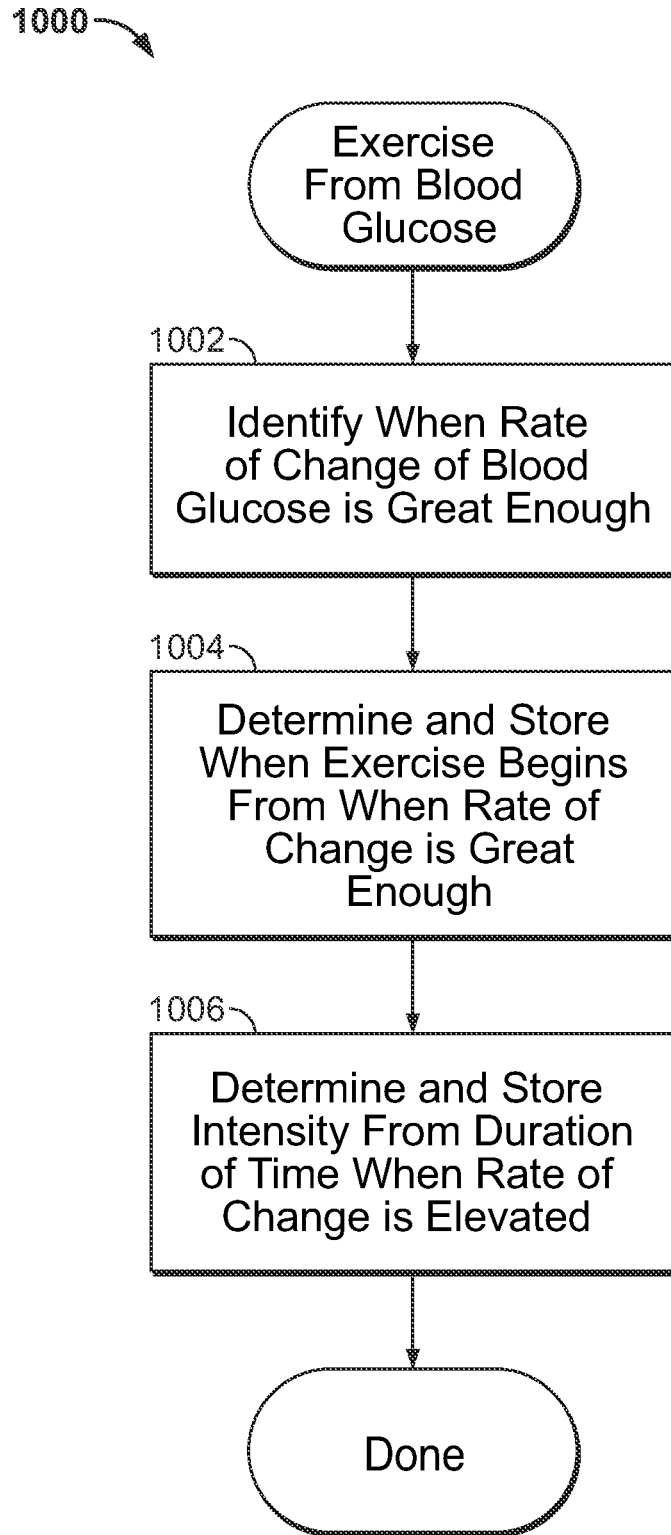 1000
Exercise
From Blood
Glucose
1002
Identify When Rate
of Change of Blood
Glucose is Great Enough
1004
Determine and Store
When Exercise Begins
From When Rate of
Change is Great
Enough
1006
Determine and Store
Intensity From Duration
of Time When Rate of
Change is Elevated
Done